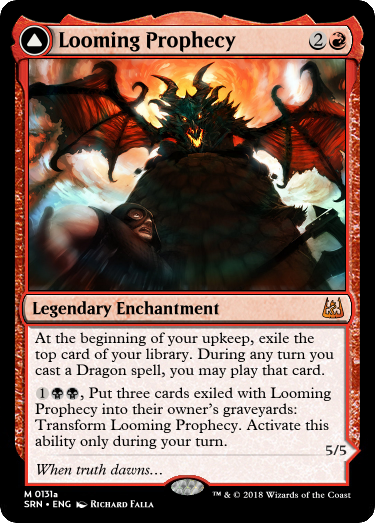 Looming Prophecy 2
Legendary Enchantment
At the beginning of your upkeep, exile the
top card of your library. During any turn you
cast a Dragon spell, you may play that card.
1, Put three cards exiled with Looming
Prophecy into their owner's graveyards:
Transform Looming Prophecy. Activate this
ability only during your turn.
5/5
When truth dawns...
M 0131a
SRN • ENG Richard Falla
™ & © 2018 Wizards of the Coast